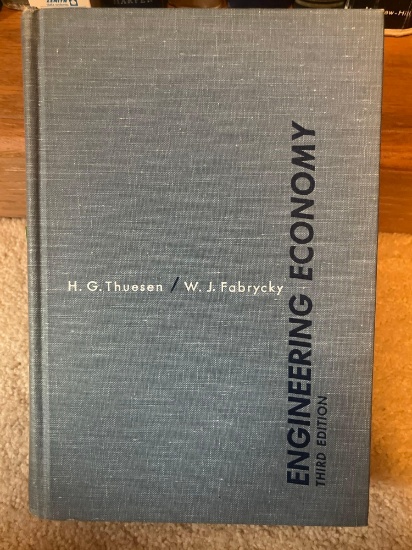 H. G. Thuesen / W. J. Fabrycky
ENGINEERING ECONOMY
THIRD EDITION